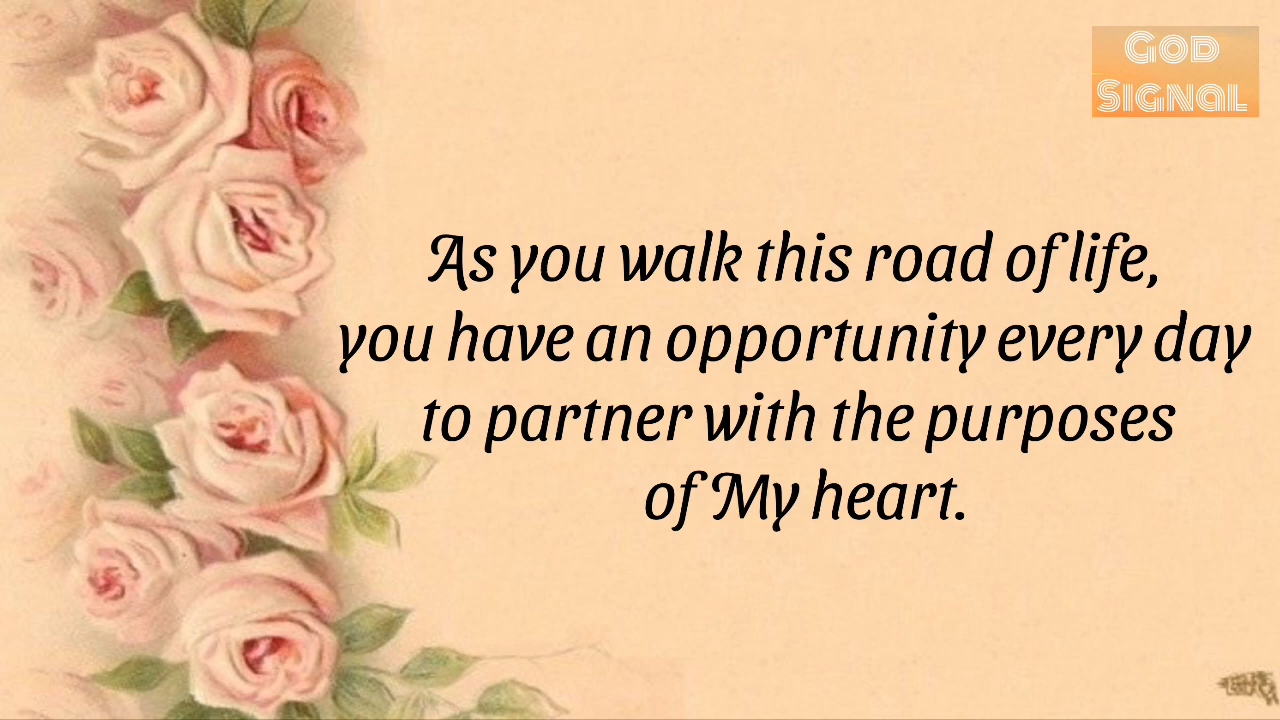 God
Signal
As you walk this road of life,
you have an opportunity every day
to partner with the purposes
of My heart.